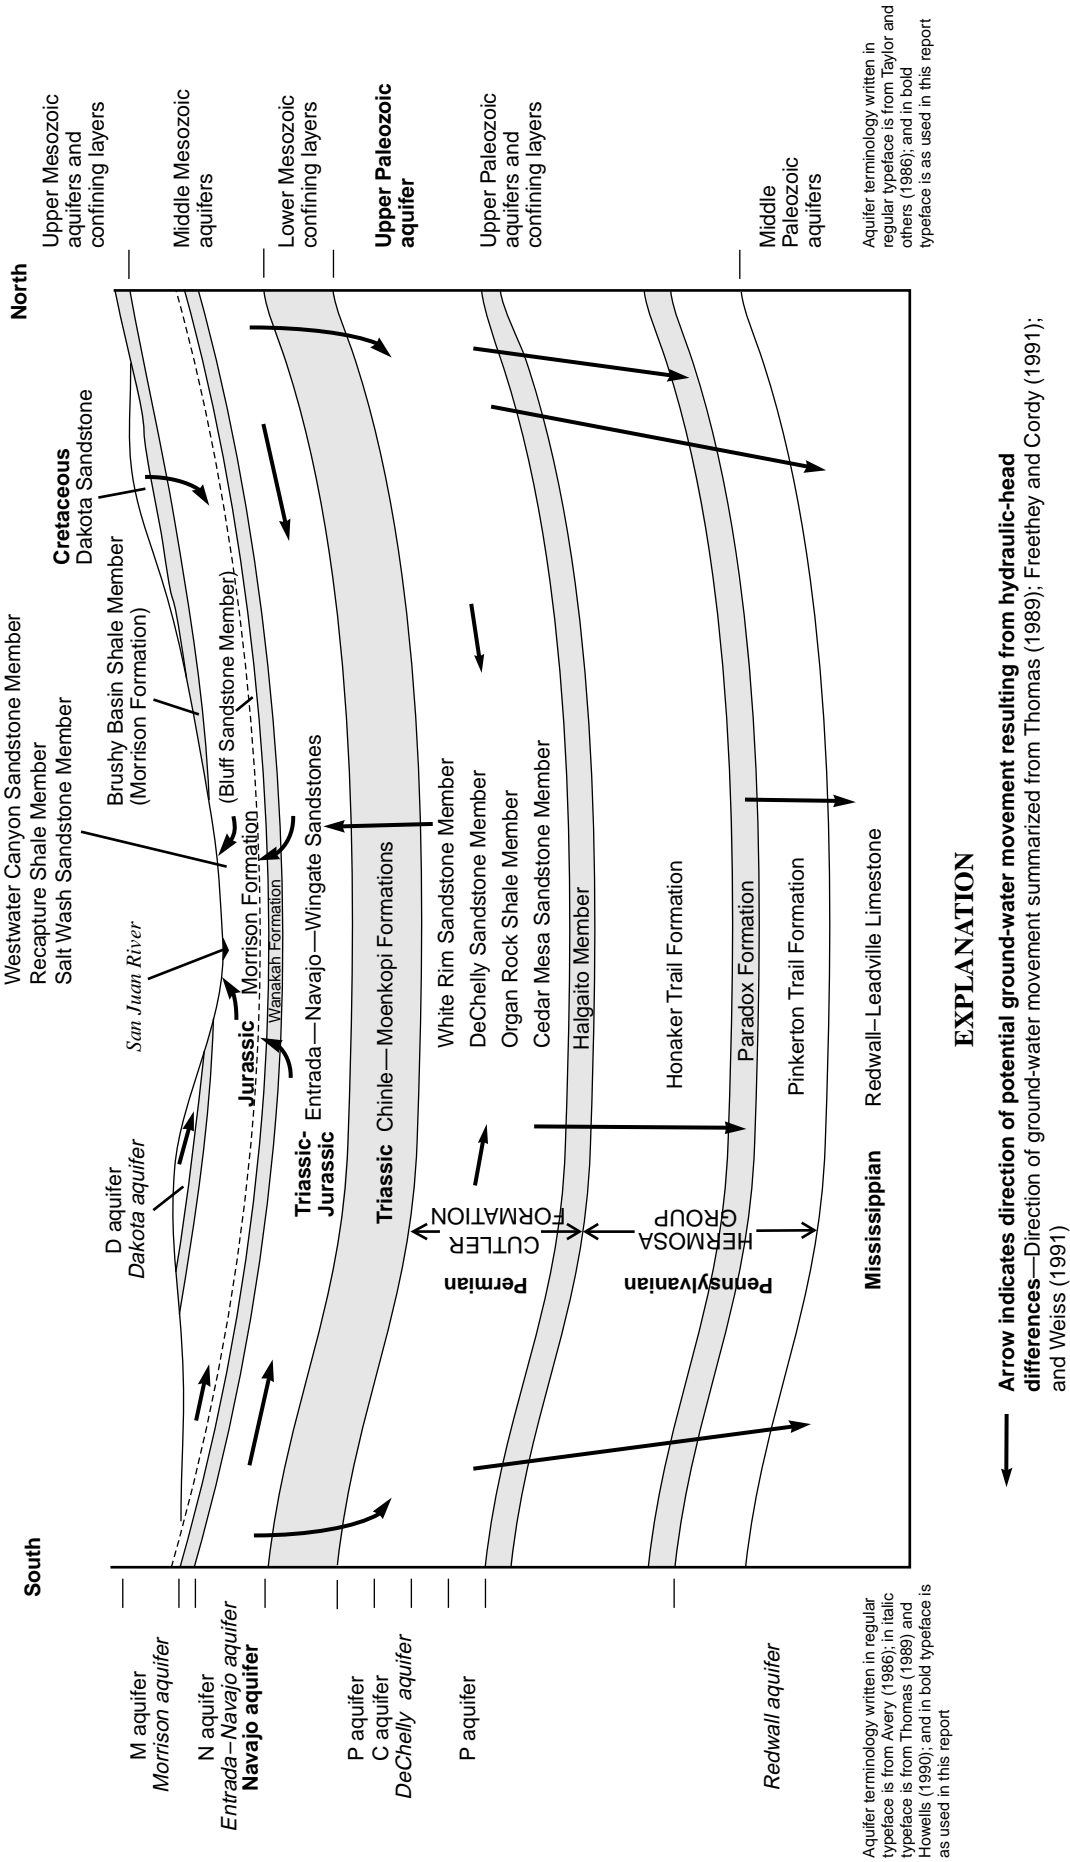 South
North
Westwater Canyon Sandstone Member
Recapture Shale Member
Salt Wash Sandstone Member
San Juan River
D aquifer
Dakota aquifer
Brushy Basin Shale Member
(Morrison Formation)
Cretaceous
Dakota Sandstone
(Bluff Sandstone Member)
Jurassic
Morrison Formation
Wanakah Formation
Triassic-
Jurassic
Entrada—Navajo—Wingate Sandstones
Triassic
Chinle—Moenkopi Formations
CUTLER
FORMATION
Permian
White Rim Sandstone Member
DeChelly Sandstone Member
Organ Rock Shale Member
Cedar Mesa Sandstone Member
Halgaito Member
HERMOSA
GROUP
Pennsylvanian
Honaker Trail Formation
Paradox Formation
Pinkerton Trail Formation
Mississippian
Redwall–Leadville Limestone
M aquifer
Morrison aquifer
N aquifer
Entrada–Navajo aquifer
Navajo aquifer
P aquifer
C aquifer
DeChelly aquifer
P aquifer
Redwall aquifer
Aquifer terminology written in regular
typeface is from Avery (1986); in italic
typeface is from Thomas (1989) and
Howells (1990); and in bold typeface is
as used in this report
Upper Mesozoic
aquifers and
confining layers
Middle Mesozoic
aquifers
Lower Mesozoic
confining layers
Upper Paleozoic
aquifer
Upper Paleozoic
aquifers and
confining layers
Middle
Paleozoic
aquifers
Aquifer terminology written in
regular typeface is from Taylor and
others (1986); and in bold
typeface is as used in this report
EXPLANATION
Arrow indicates direction of potential ground-water movement resulting from hydraulic-head
differences—Direction of ground-water movement summarized from Thomas (1989); Freethey and Cordy (1991);
and Weiss (1991)